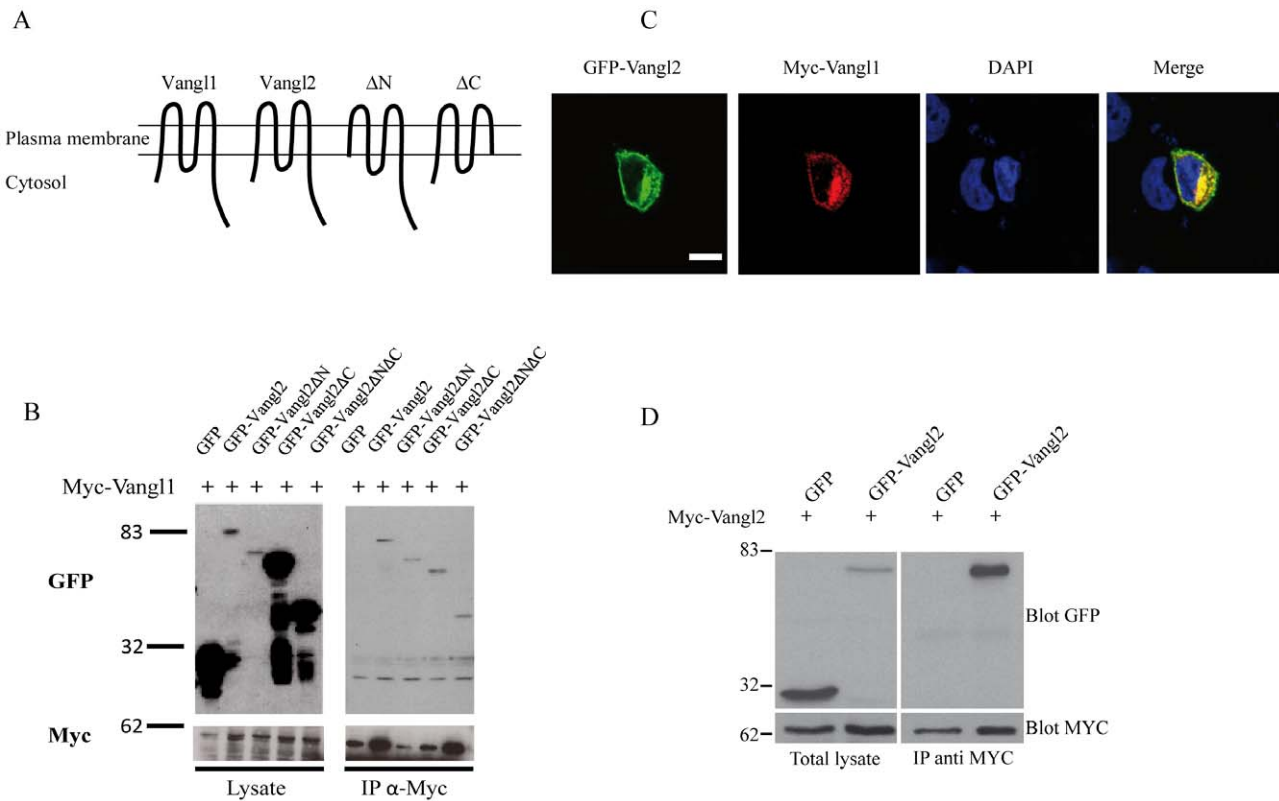 A
Vangl1 Vangl2 ΔN ΔC
Plasma membrane
Cytosol
C
GFP-Vangl2 Myc-Vangl1 DAPI Merge
B
GFP GFP-Vangl2 GFP-Vangl2ΔN GFP-Vangl2ΔC GFP-Vangl2ΔNΔC GFP GFP-Vangl2 GFP-Vangl2ΔN GFP-Vangl2ΔC GFP-Vangl2ΔNΔC
Myc-Vangl1 + + + + + + + + + +
83
GFP
32
62
Myc
Lysate IP α-Myc
D
GFP GFP-Vangl2 GFP GFP-Vangl2
Myc-Vangl2 + + + +
83
Blot GFP
32
62
Blot MYC
Total lysate IP anti MYC